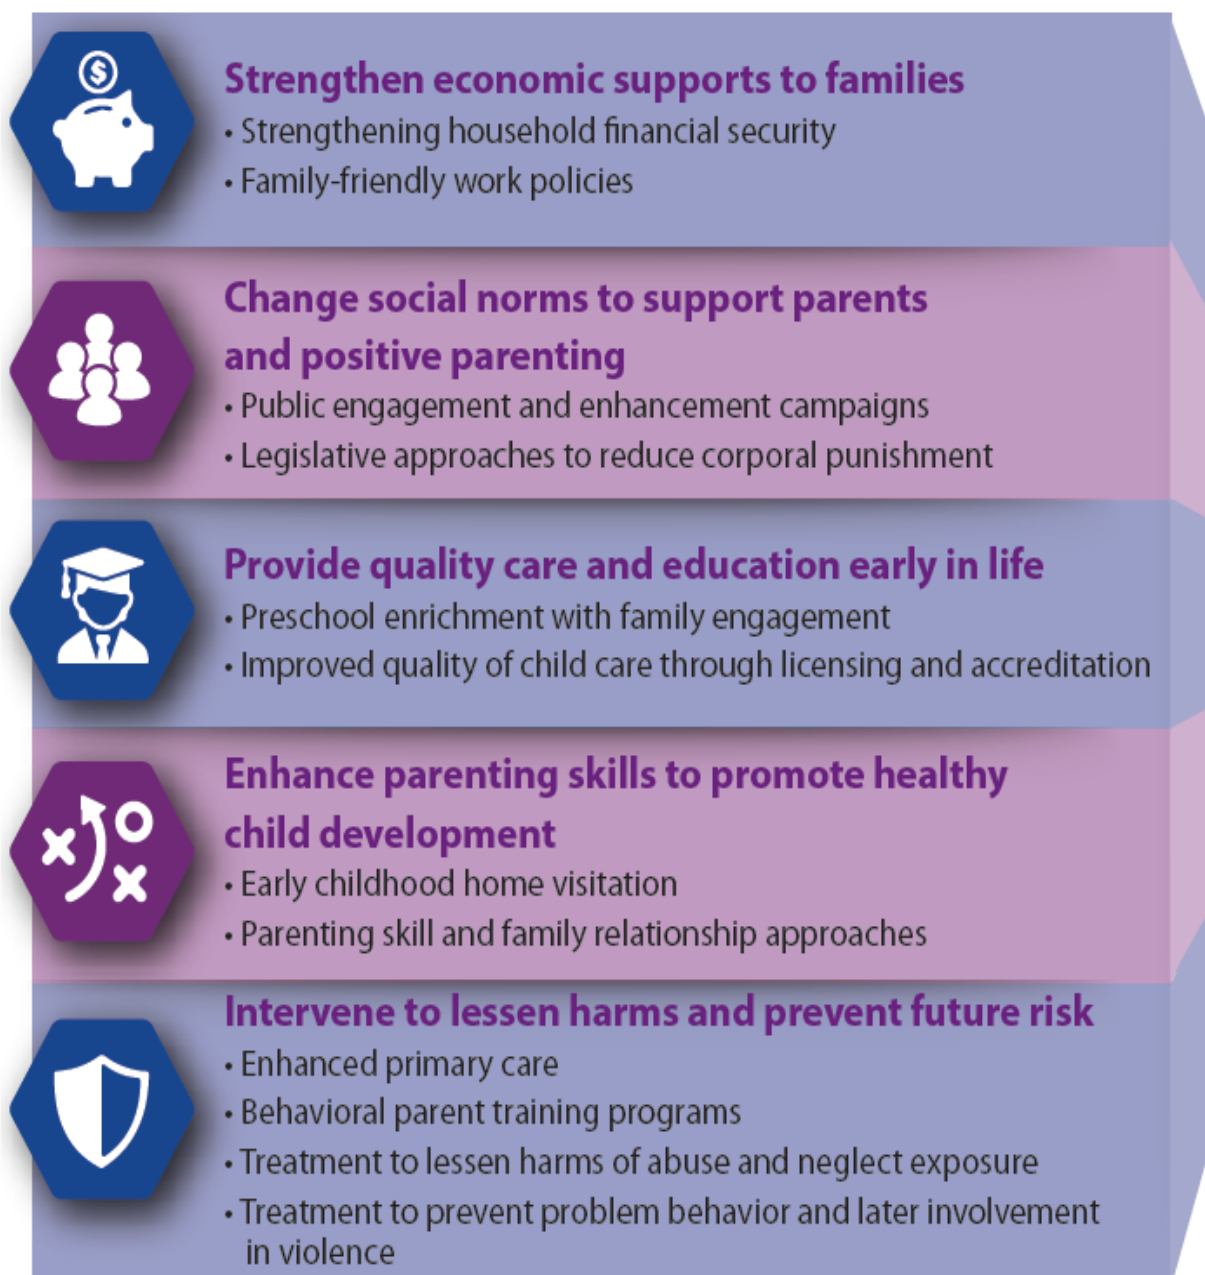 Strengthen economic supports to families
• Strengthening household financial security
• Family-friendly work policies
Change social norms to support parents
and positive parenting
• Public engagement and enhancement campaigns
• Legislative approaches to reduce corporal punishment
Provide quality care and education early in life
• Preschool enrichment with family engagement
• Improved quality of child care through licensing and accreditation
Enhance parenting skills to promote healthy
child development
• Early childhood home visitation
• Parenting skill and family relationship approaches
Intervene to lessen harms and prevent future risk
• Enhanced primary care
• Behavioral parent training programs
• Treatment to lessen harms of abuse and neglect exposure
• Treatment to prevent problem behavior and later involvement
in violence